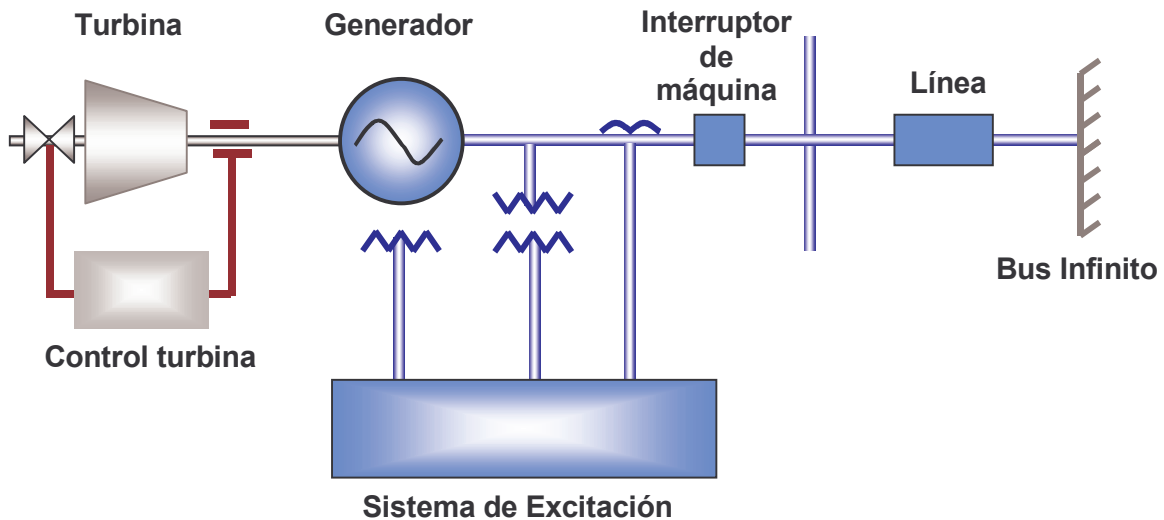 Turbina
Generador
Interruptor
de
máquina
Línea
Bus Infinito
Control turbina
Sistema de Excitación